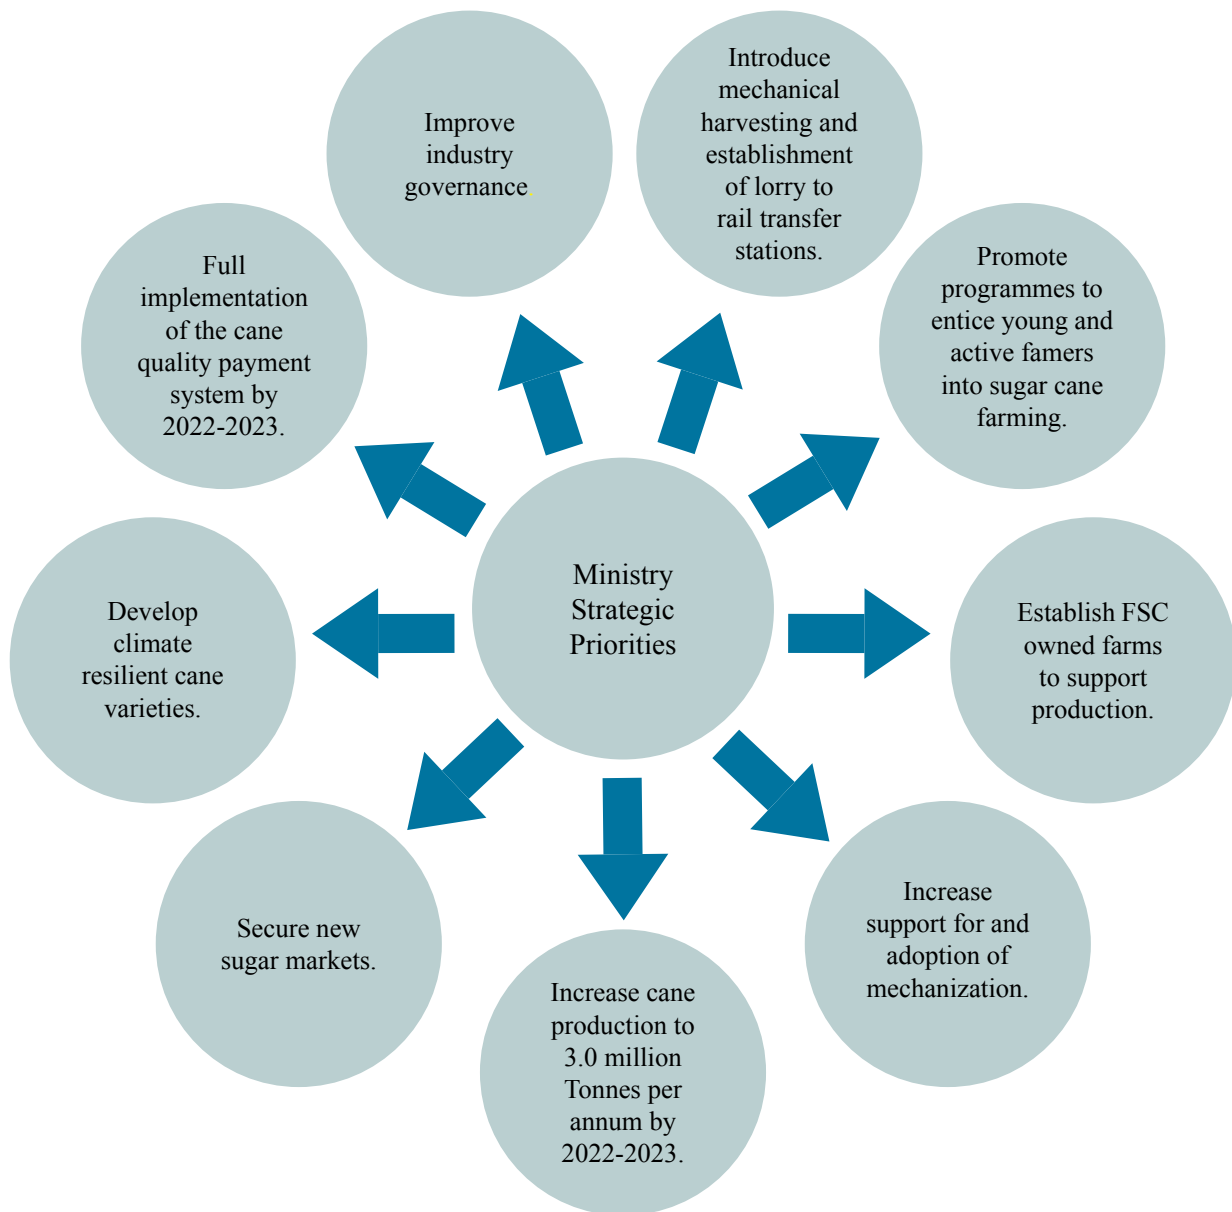 Introduce
mechanical
harvesting and
establishment
of lorry to
rail transfer
stations.
Improve
industry
governance.
Promote
programmes to
entice young and
active famers
into sugar cane
farming.
Full
implementation
of the cane
quality payment
system by
2022-2023.
Ministry
Strategic
Priorities
Develop
climate
resilient cane
varieties.
Establish FSC
owned farms
to support
production.
Secure new
sugar markets.
Increase
support for and
adoption of
mechanization.
Increase cane
production to
3.0 million
Tonnes per
annum by
2022-2023.